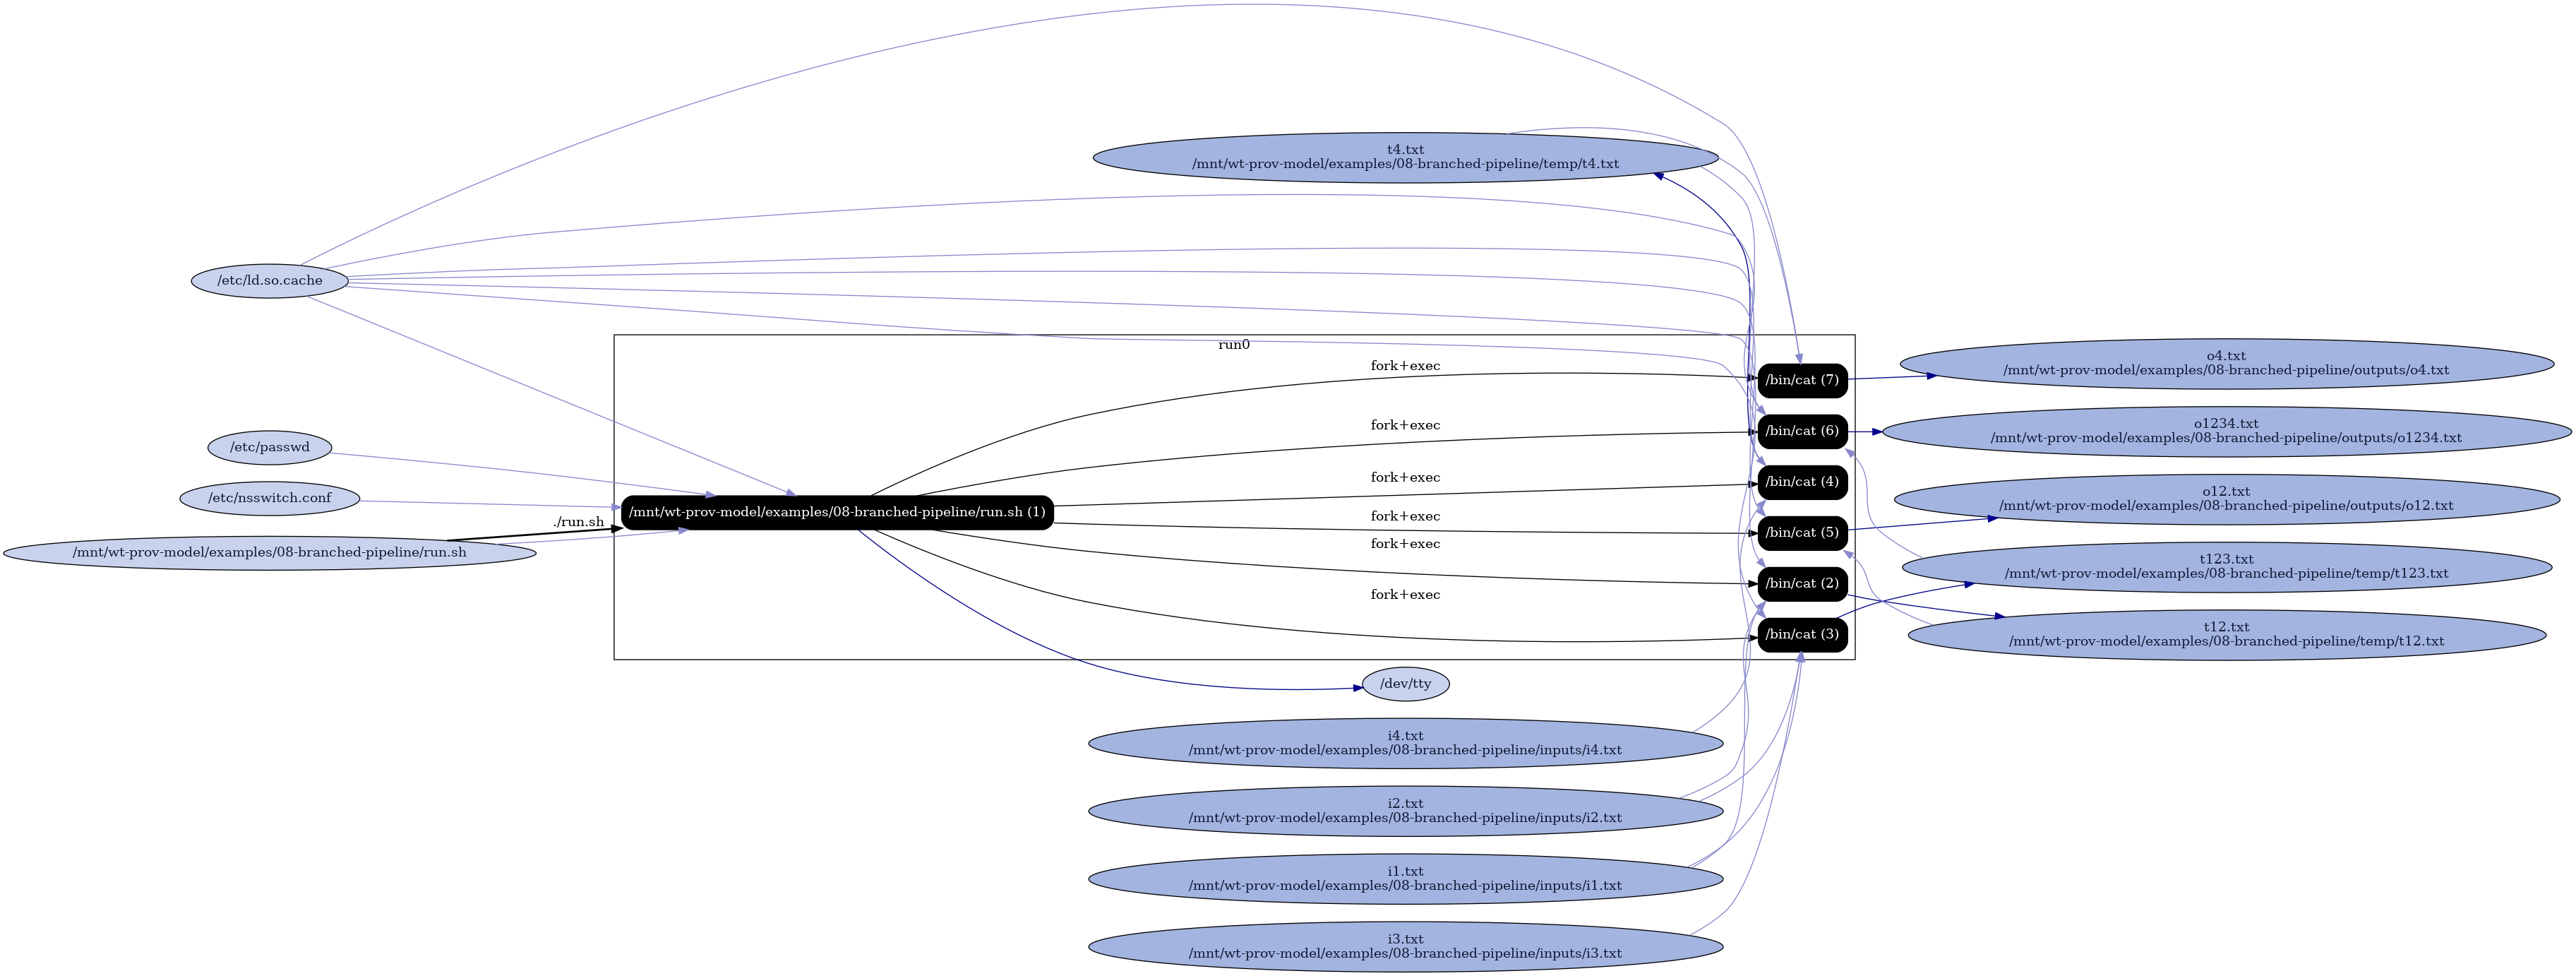 t4.txt
/mnt/wt-prov-model/examples/08-branched-pipeline/temp/t4.txt
/etc/ld.so.cache
run0
fork+exec
/bin/cat (7)
o4.txt
/mnt/wt-prov-model/examples/08-branched-pipeline/outputs/o4.txt
fork+exec
/bin/cat (6)
o1234.txt
/mnt/wt-prov-model/examples/08-branched-pipeline/outputs/o1234.txt
/etc/passwd
fork+exec
/bin/cat (4)
/etc/nsswitch.conf
o12.txt
/mnt/wt-prov-model/examples/08-branched-pipeline/outputs/o12.txt
/mnt/wt-prov-model/examples/08-branched-pipeline/run.sh (1)
./run.sh
fork+exec
/bin/cat (5)
/mnt/wt-prov-model/examples/08-branched-pipeline/run.sh
fork+exec
t123.txt
/mnt/wt-prov-model/examples/08-branched-pipeline/temp/t123.txt
/bin/cat (2)
fork+exec
/bin/cat (3)
t12.txt
/mnt/wt-prov-model/examples/08-branched-pipeline/temp/t12.txt
/dev/tty
i4.txt
/mnt/wt-prov-model/examples/08-branched-pipeline/inputs/i4.txt
i2.txt
/mnt/wt-prov-model/examples/08-branched-pipeline/inputs/i2.txt
i1.txt
/mnt/wt-prov-model/examples/08-branched-pipeline/inputs/i1.txt
i3.txt
/mnt/wt-prov-model/examples/08-branched-pipeline/inputs/i3.txt